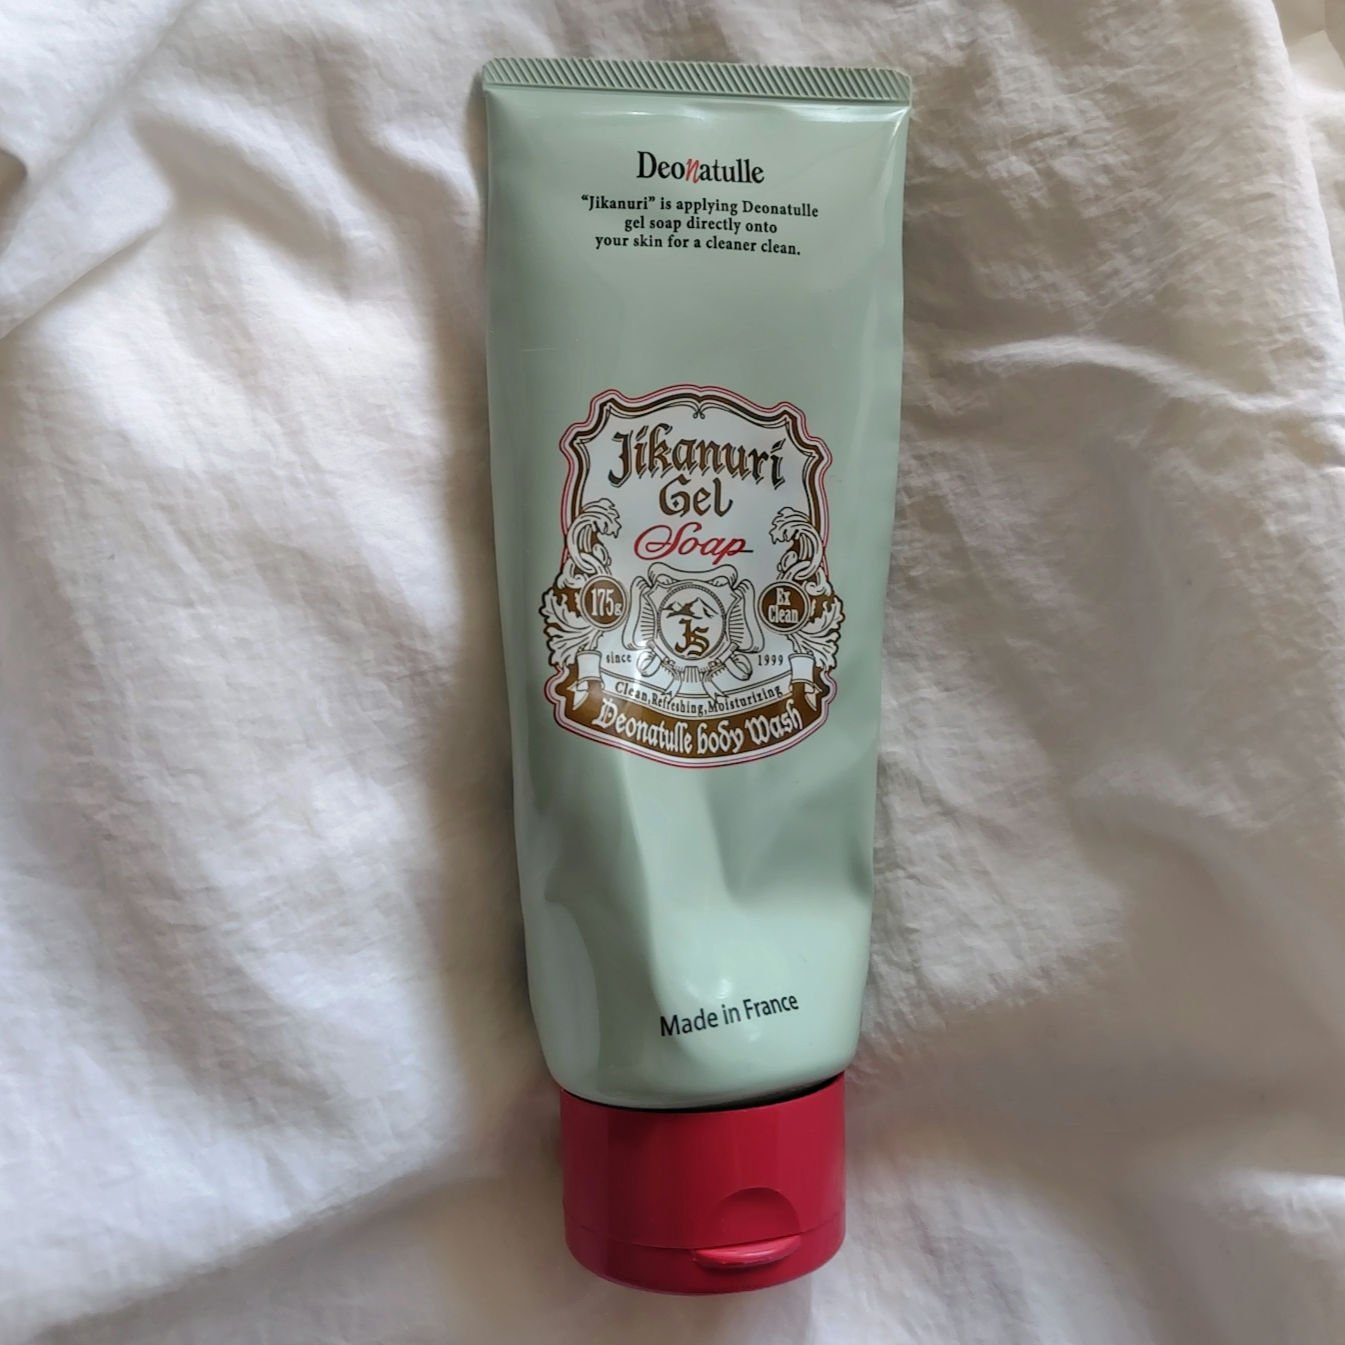 Deonatulle
“Jikanuri” is applying Deonatulle
gel soap directly onto
your skin for a cleaner clean.
Jikanuri
Gel
Soap
175g
Ex
Clean
JS
since
1999
Clean,Refreshing,Moisturizing
Deonatulle body Wash
Made in France